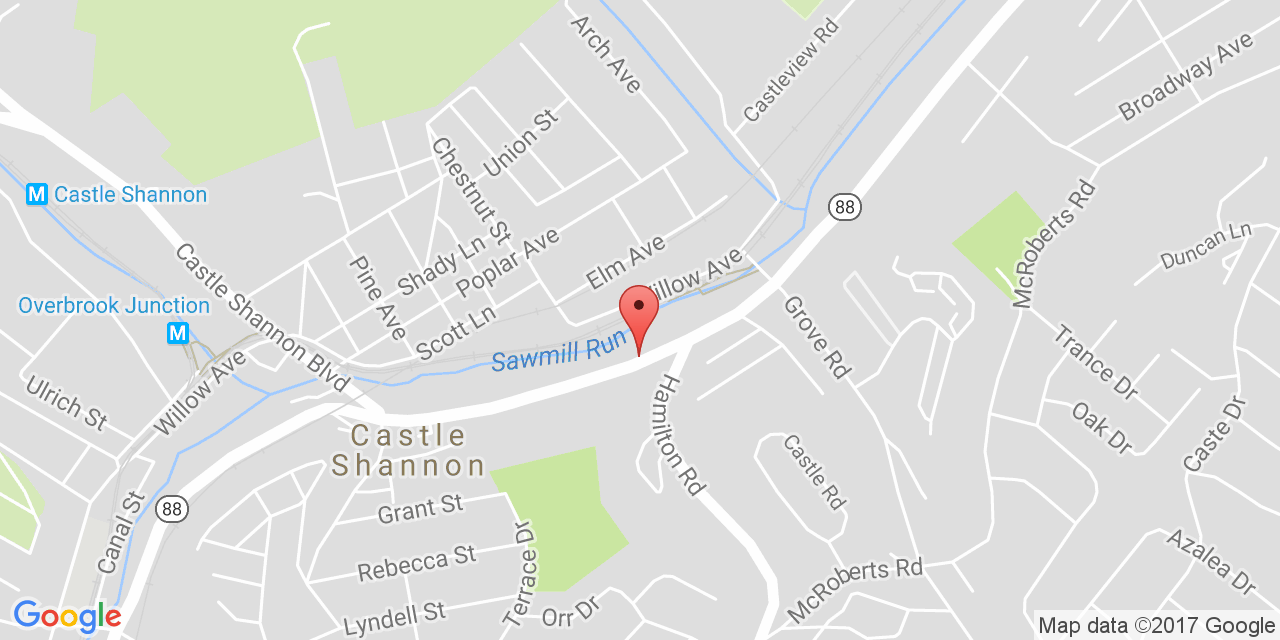 Arch Ave
Castleview Rd
Broadway Ave
Union St
Chestnut St
M Castle Shannon
88
McRoberts Rd
Duncan Ln
Shady Ln
Poplar Ave
Elm Ave
Willow Ave
Castle Shannon Blvd
Pine Ave
Overbrook Junction
M
Scott Ln
Sawmill Run
Grove Rd
Trance Dr
Ulrich St
Willow Ave
Hamilton Rd
Oak Dr
Caste Dr
Castle
Shannon
Castle Rd
88
Grant St
Canal St
Terrace Dr
Rebecca St
McRoberts Rd
Azalea Dr
Lyndell St
Orr Dr
Google
Map data ©2017 Google